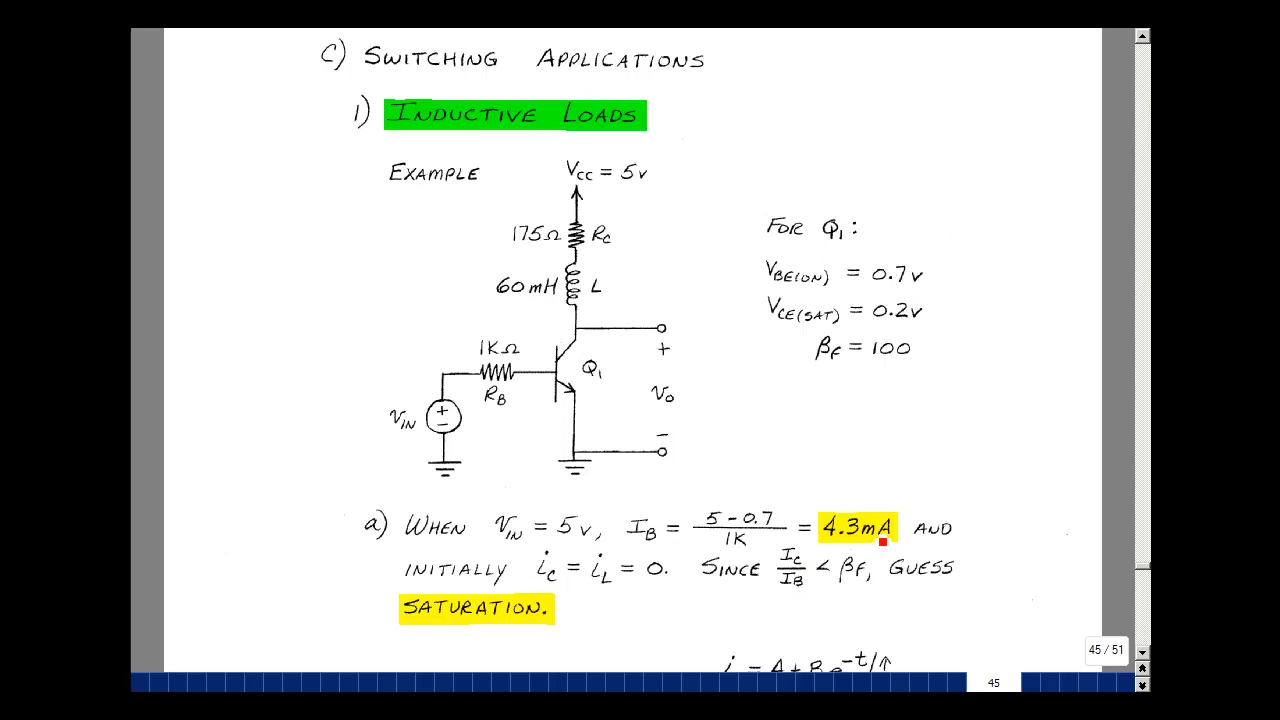 C) SWITCHING APPLICATIONS
1) INDUCTIVE LOADS
EXAMPLE
VCC = 5V
175Ω RC
60mH L
1KΩ
RB
Q1
VIN
+
−
+
VO
−
FOR Q1:
VBE(ON) = 0.7V
VCE(SAT) = 0.2V
βF = 100
a) WHEN VIN = 5V, IB = (5 − 0.7)/1K = 4.3mA AND
INITIALLY iC = iL = 0. SINCE IC/IB < βF, GUESS
SATURATION.
i = A + B e^-t/τ
45 / 51
45